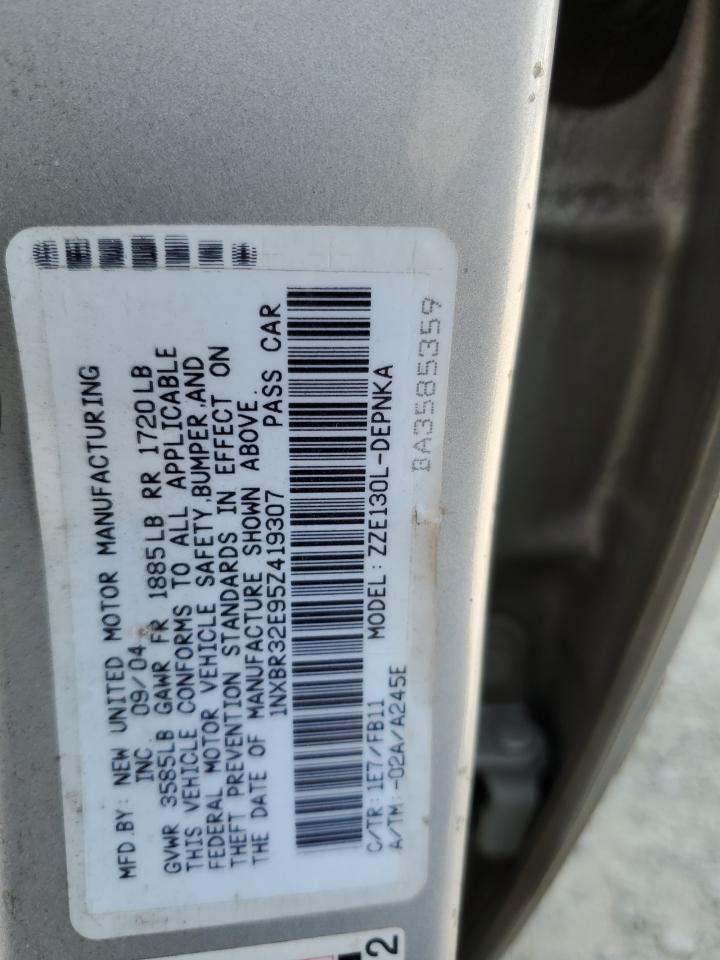 MFD.BY: NEW UNITED MOTOR MANUFACTURING
INC. 09/04
GVWR 3585LB GAWR FR 1885LB RR 1720LB
THIS VEHICLE CONFORMS TO ALL APPLICABLE
FEDERAL MOTOR VEHICLE SAFETY,BUMPER,AND
THEFT PREVENTION STANDARDS IN EFFECT ON
THE DATE OF MANUFACTURE SHOWN ABOVE.
1NXBR32E95Z419307 PASS CAR
C/TR: 1E7/FB11 MODEL: ZZE130L-DEPNKA
A/TM: -02A/A245E
BA3585359
2